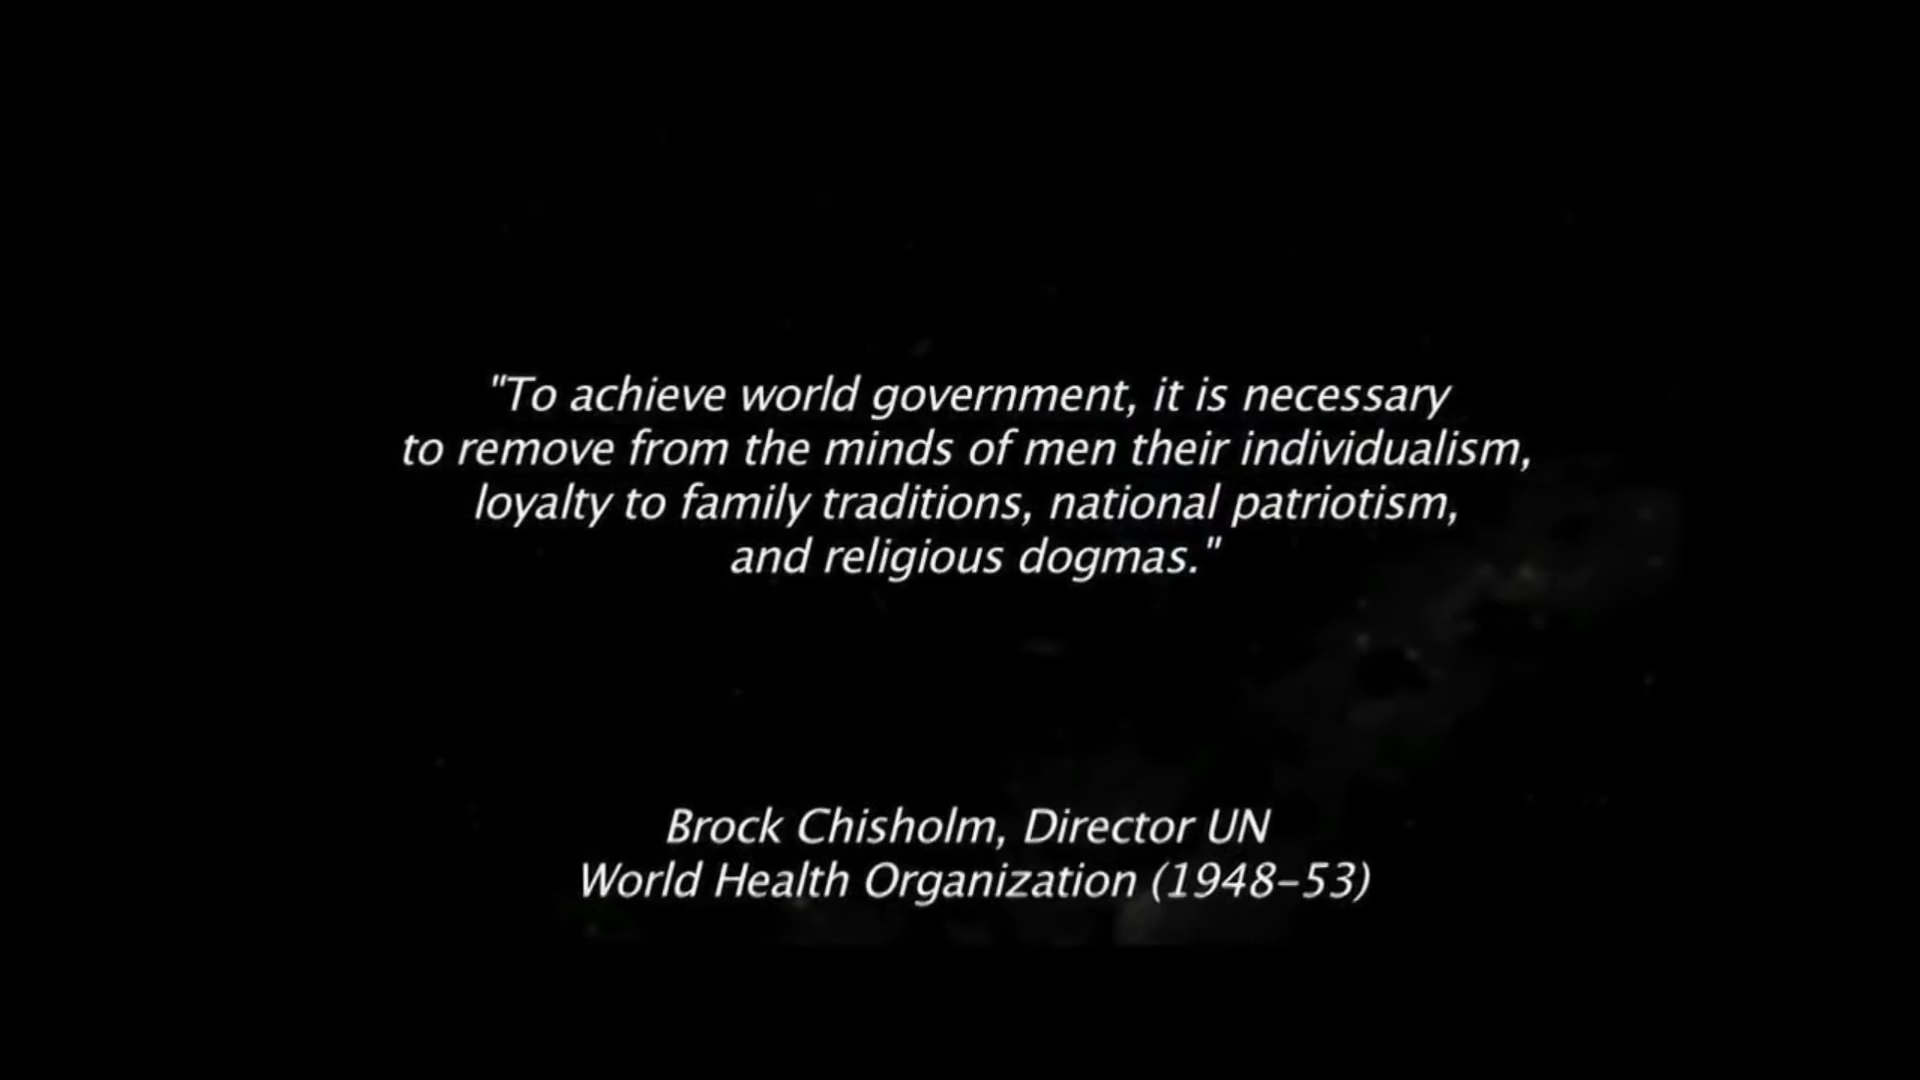 "To achieve world government, it is necessary
to remove from the minds of men their individualism,
loyalty to family traditions, national patriotism,
and religious dogmas."
Brock Chisholm, Director UN
World Health Organization (1948–53)